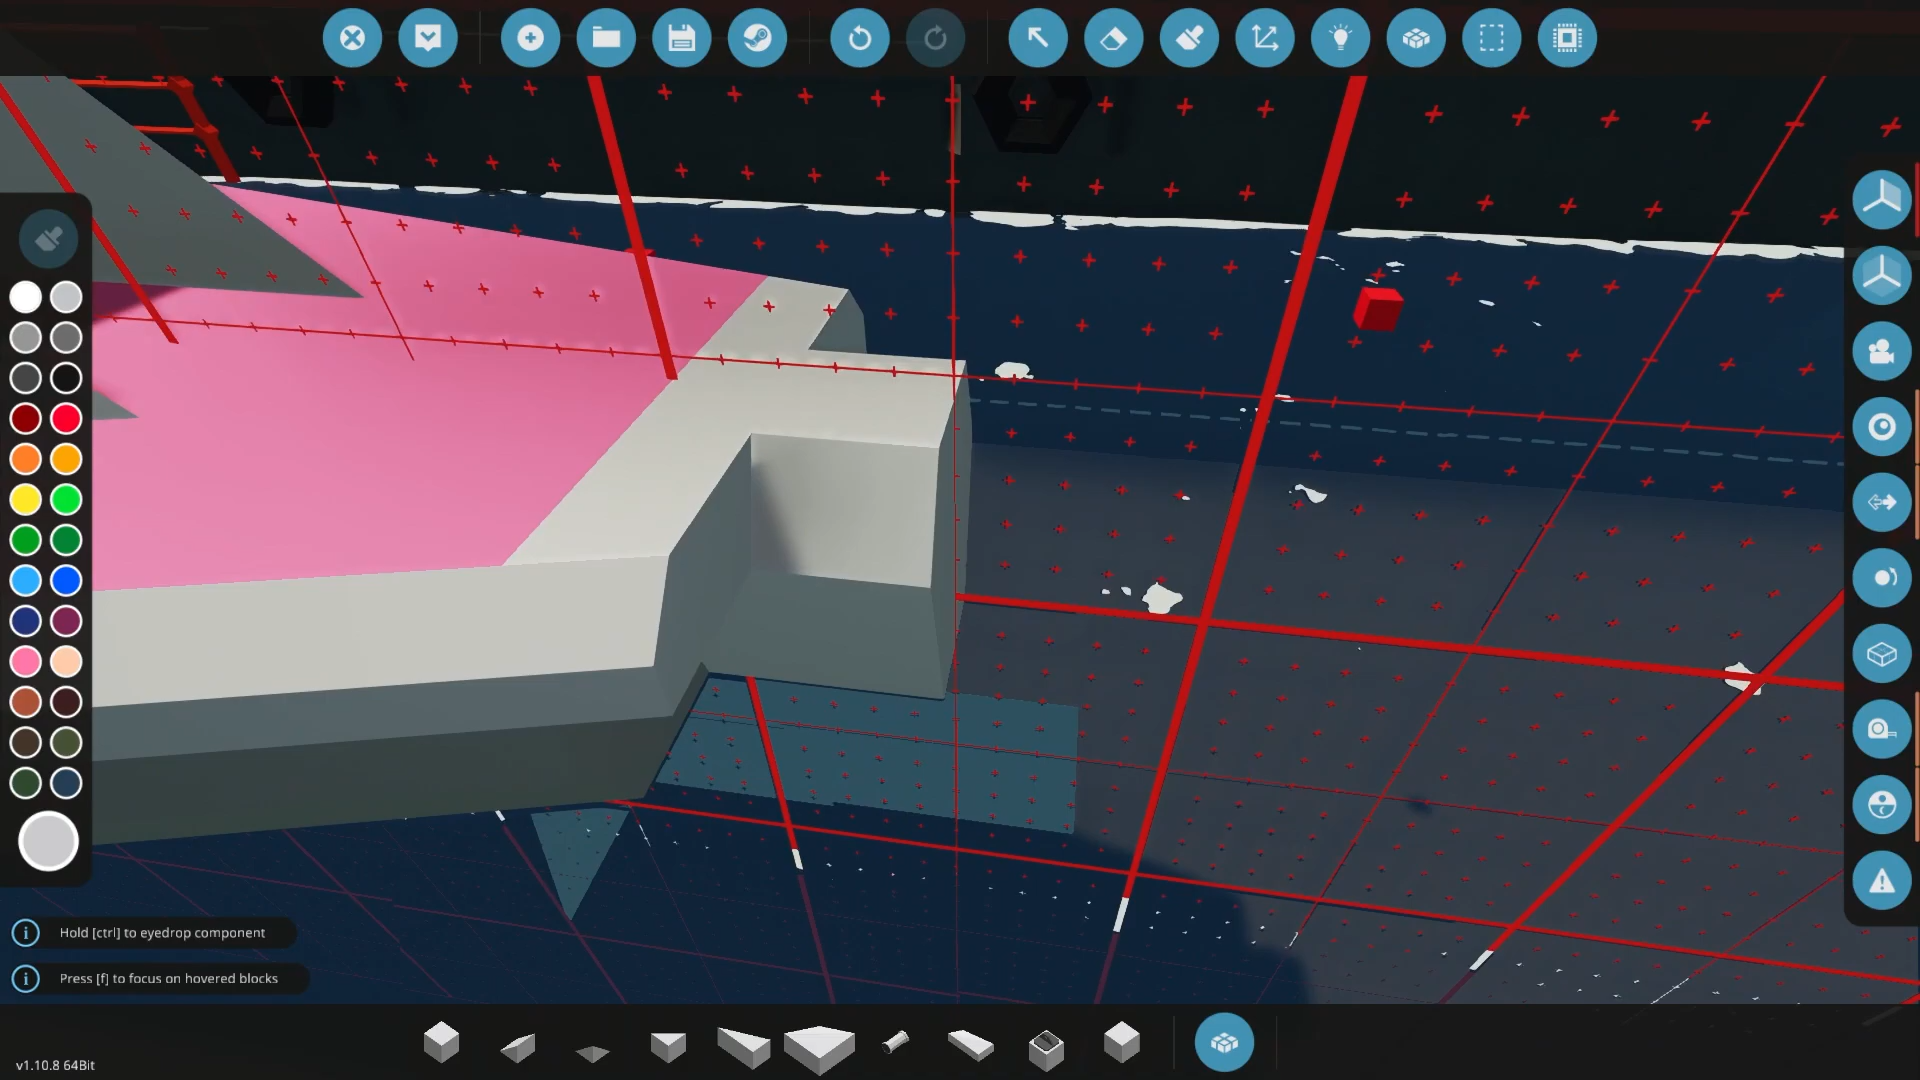 Hold [ctrl] to eyedrop component
Press [f] to focus on hovered blocks
v1.10.8 64Bit